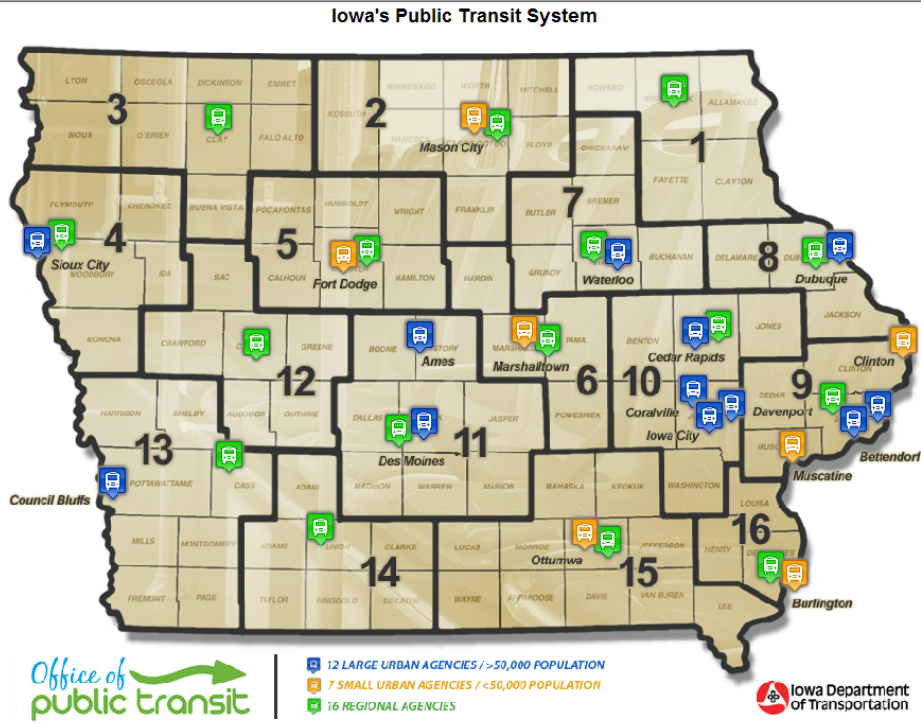 Iowa's Public Transit System
LYON
OSCEOLA
DICKINSON
EMMET
WINNEBAGO
WORTH
MITCHELL
HOWARD
ALLAMAKEE
3
2
KOSSUTH
1
SIOUX
O'BRIEN
CLAY
PALO ALTO
HANCOCK
FLOYD
CHICKASAW
Mason City
FAYETTE
CLAYTON
PLYMOUTH
CHEROKEE
BUENA VISTA
POCAHONTAS
HUMBOLDT
WRIGHT
FRANKLIN
BUTLER
BREMER
7
4
5
8
Sioux City
WOODBURY
IDA
SAC
CALHOUN
Fort Dodge
HAMILTON
HARDIN
GRUNDY
Waterloo
BUCHANAN
DELAWARE
Dubuque
MONONA
CRAWFORD
GREENE
BOONE
STORY
Ames
TAMA
Marshalltown
BENTON
Cedar Rapids
JONES
JACKSON
Clinton
CLINTON
12
6
10
9
HARRISON
SHELBY
AUDUBON
GUTHRIE
DALLAS
JASPER
POWESHIEK
Coralville
Iowa City
CEDAR
Davenport
13
11
Des Moines
Bettendorf
Muscatine
Council Bluffs
POTTAWATTAMIE
CASS
ADAIR
MADISON
WARREN
MARION
MAHASKA
KEOKUK
WASHINGTON
LOUISA
16
MILLS
MONTGOMERY
ADAMS
UNION
CLARKE
LUCAS
MONROE
Ottumwa
JEFFERSON
HENRY
14
15
FREMONT
PAGE
TAYLOR
RINGGOLD
DECATUR
WAYNE
APPANOOSE
DAVIS
VAN BUREN
LEE
Burlington
Office of
public transit
12 LARGE URBAN AGENCIES / >50,000 POPULATION
7 SMALL URBAN AGENCIES / <50,000 POPULATION
16 REGIONAL AGENCIES
Iowa Department
of Transportation